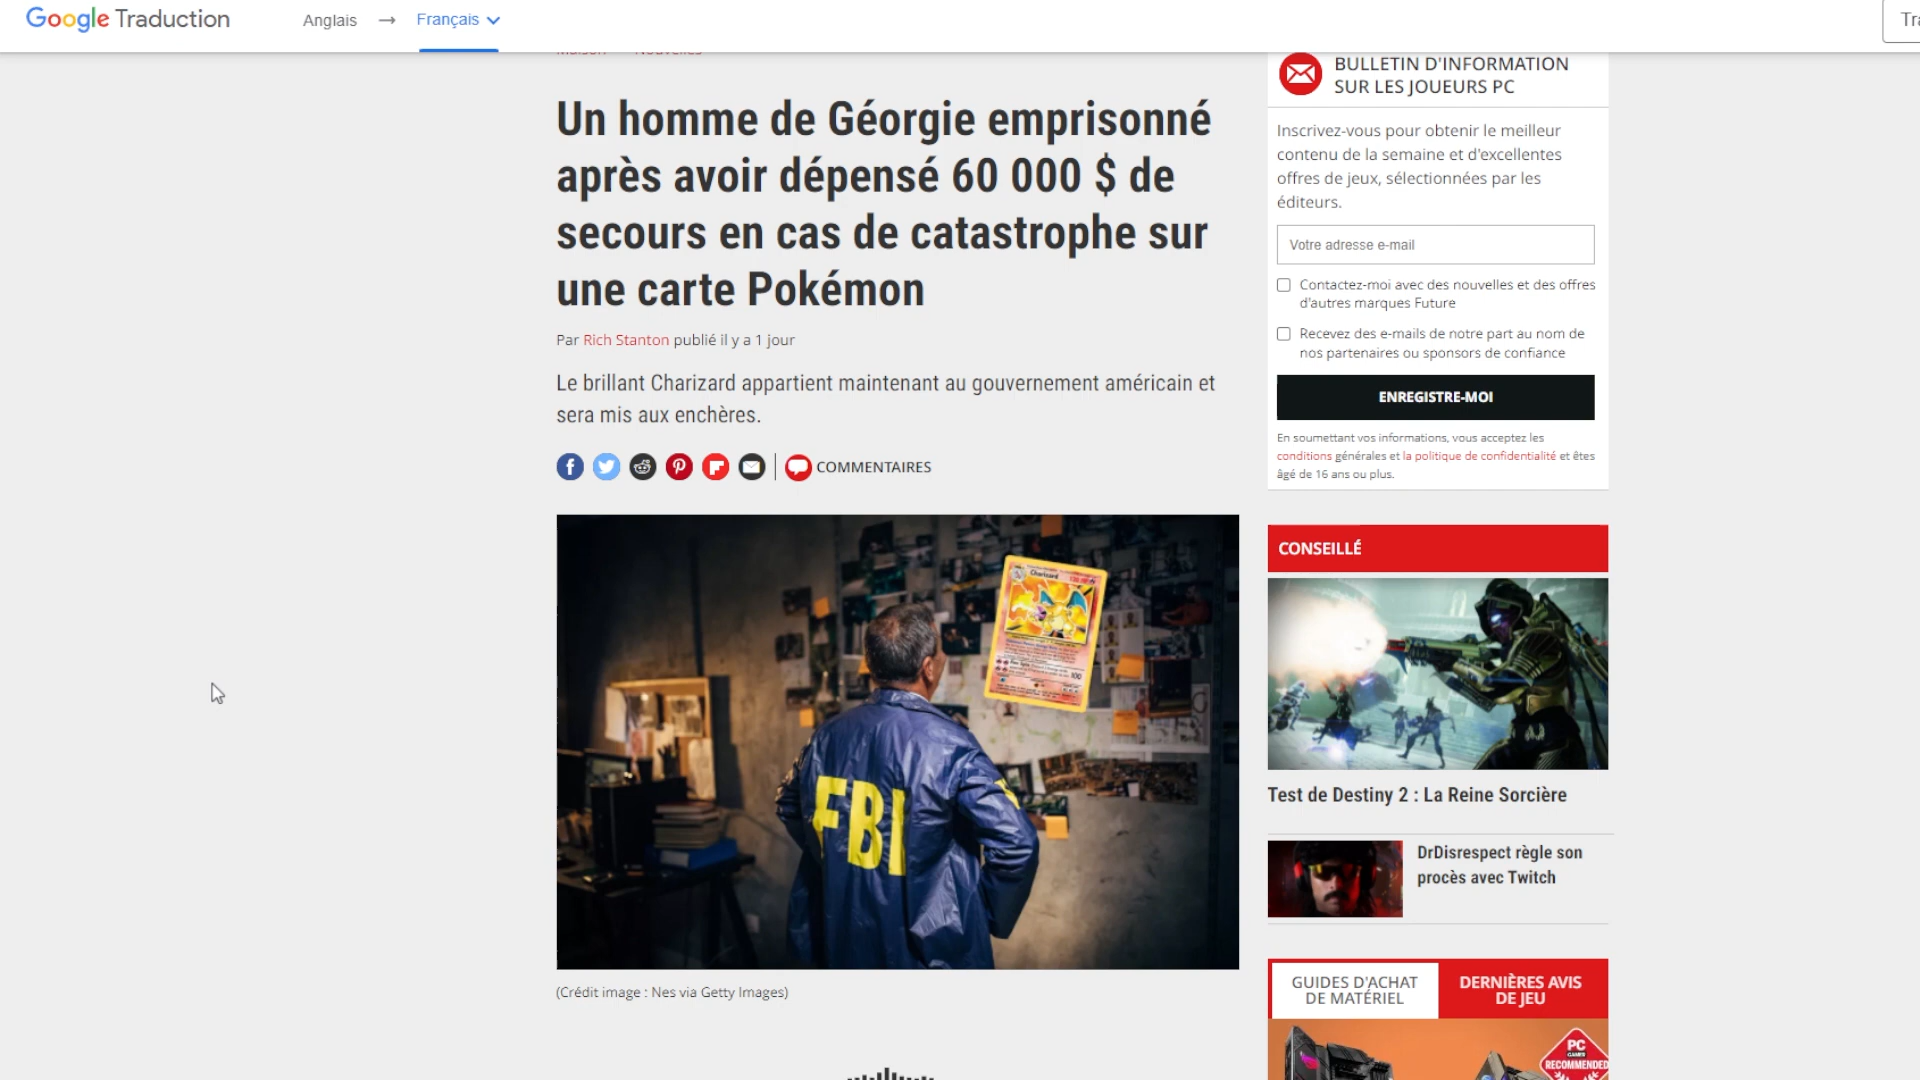 Google Traduction
Anglais → Français
Tra
Un homme de Géorgie emprisonné
après avoir dépensé 60 000 $ de
secours en cas de catastrophe sur
une carte Pokémon
Par Rich Stanton publié il y a 1 jour
Le brillant Charizard appartient maintenant au gouvernement américain et
sera mis aux enchères.
COMMENTAIRES
Charizard
100
FBI
(Crédit image : Nes via Getty Images)
BULLETIN D'INFORMATION
SUR LES JOUEURS PC
Inscrivez-vous pour obtenir le meilleur
contenu de la semaine et d'excellentes
offres de jeux, sélectionnées par les
éditeurs.
Votre adresse e-mail
Contactez-moi avec des nouvelles et des offres
d'autres marques Future
Recevez des e-mails de notre part au nom de
nos partenaires ou sponsors de confiance
ENREGISTRE-MOI
En soumettant vos informations, vous acceptez les
conditions générales et la politique de confidentialité et êtes
âgé de 16 ans ou plus.
CONSEILLÉ
Test de Destiny 2 : La Reine Sorcière
DrDisrespect règle son
procès avec Twitch
GUIDES D'ACHAT
DE MATÉRIEL
DERNIÈRES AVIS
DE JEU
PC
GAMER
RECOMMENDED